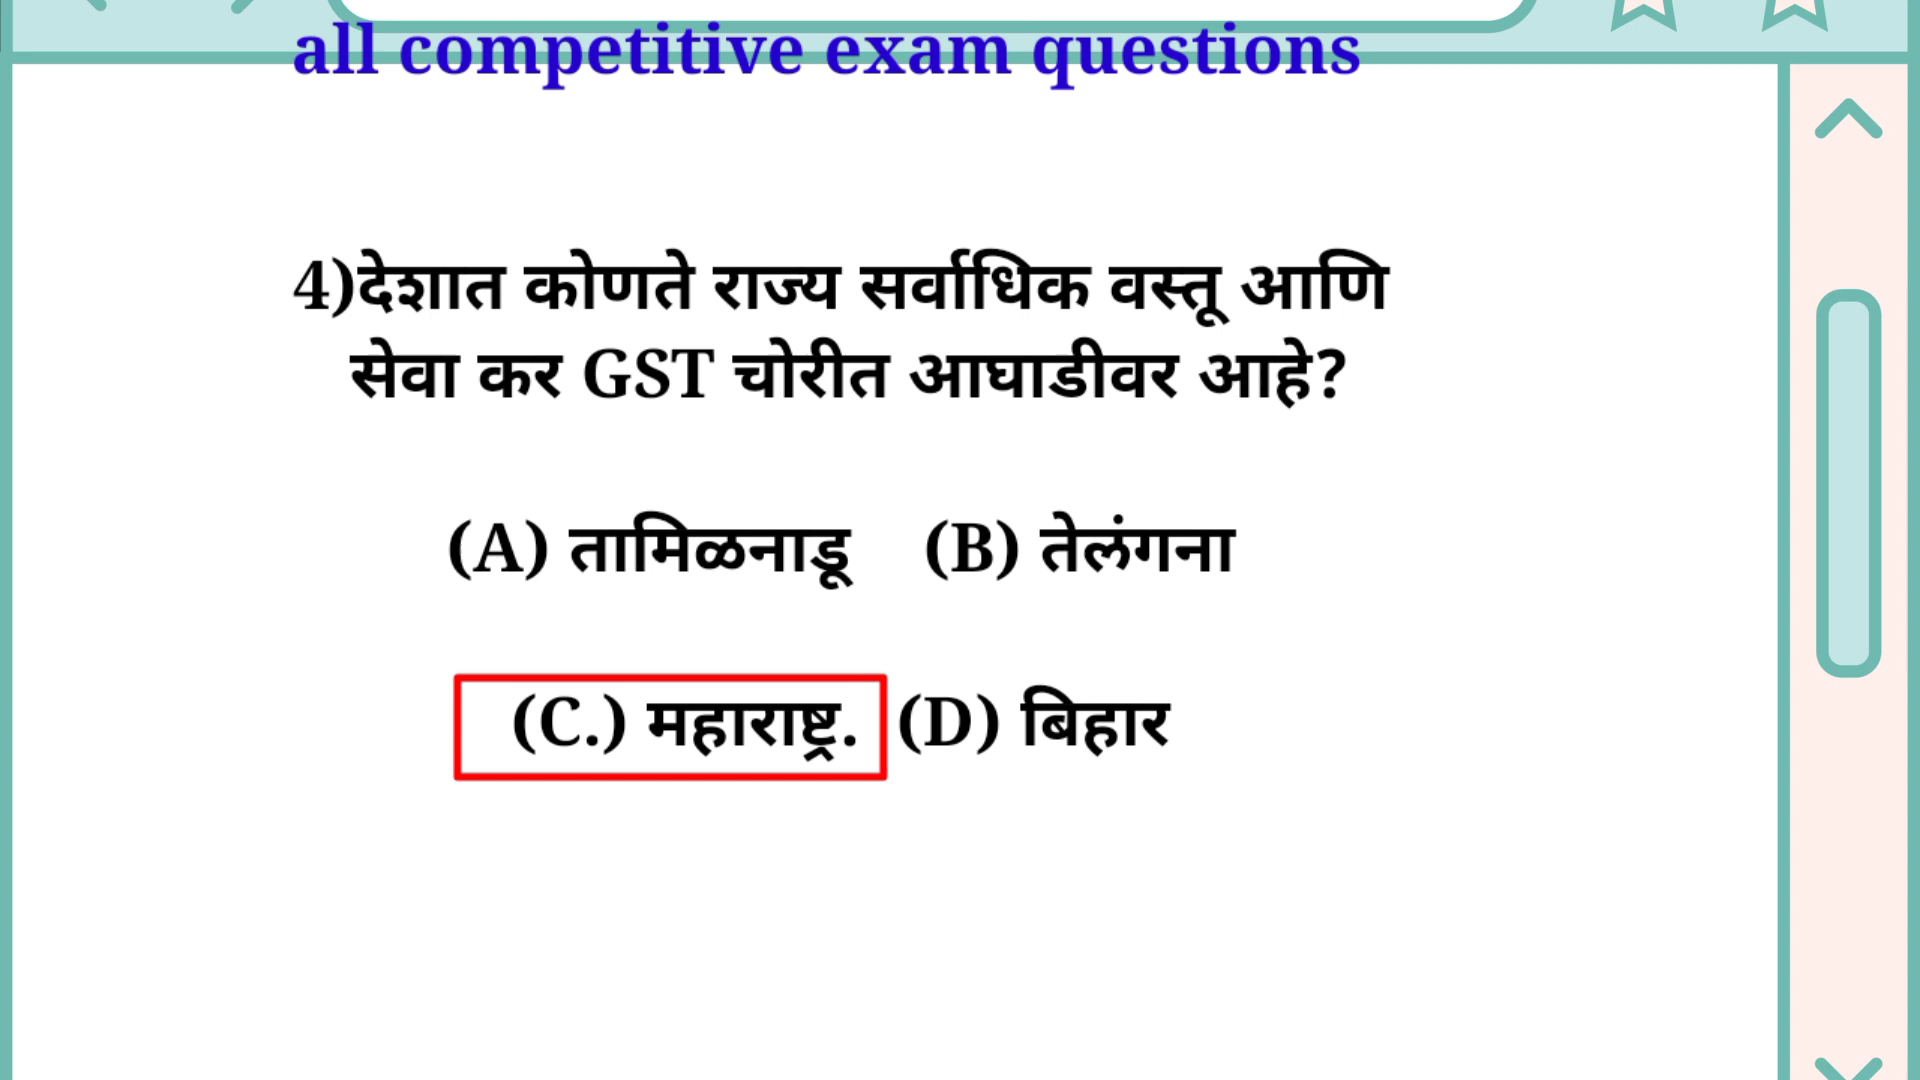 all competitive exam questions
4)देशात कोणते राज्य सर्वाधिक वस्तू आणि
सेवा कर GST चोरीत आघाडीवर आहे?
(A) तामिळनाडू (B) तेलंगना
(C.) महाराष्ट्र. (D) बिहार